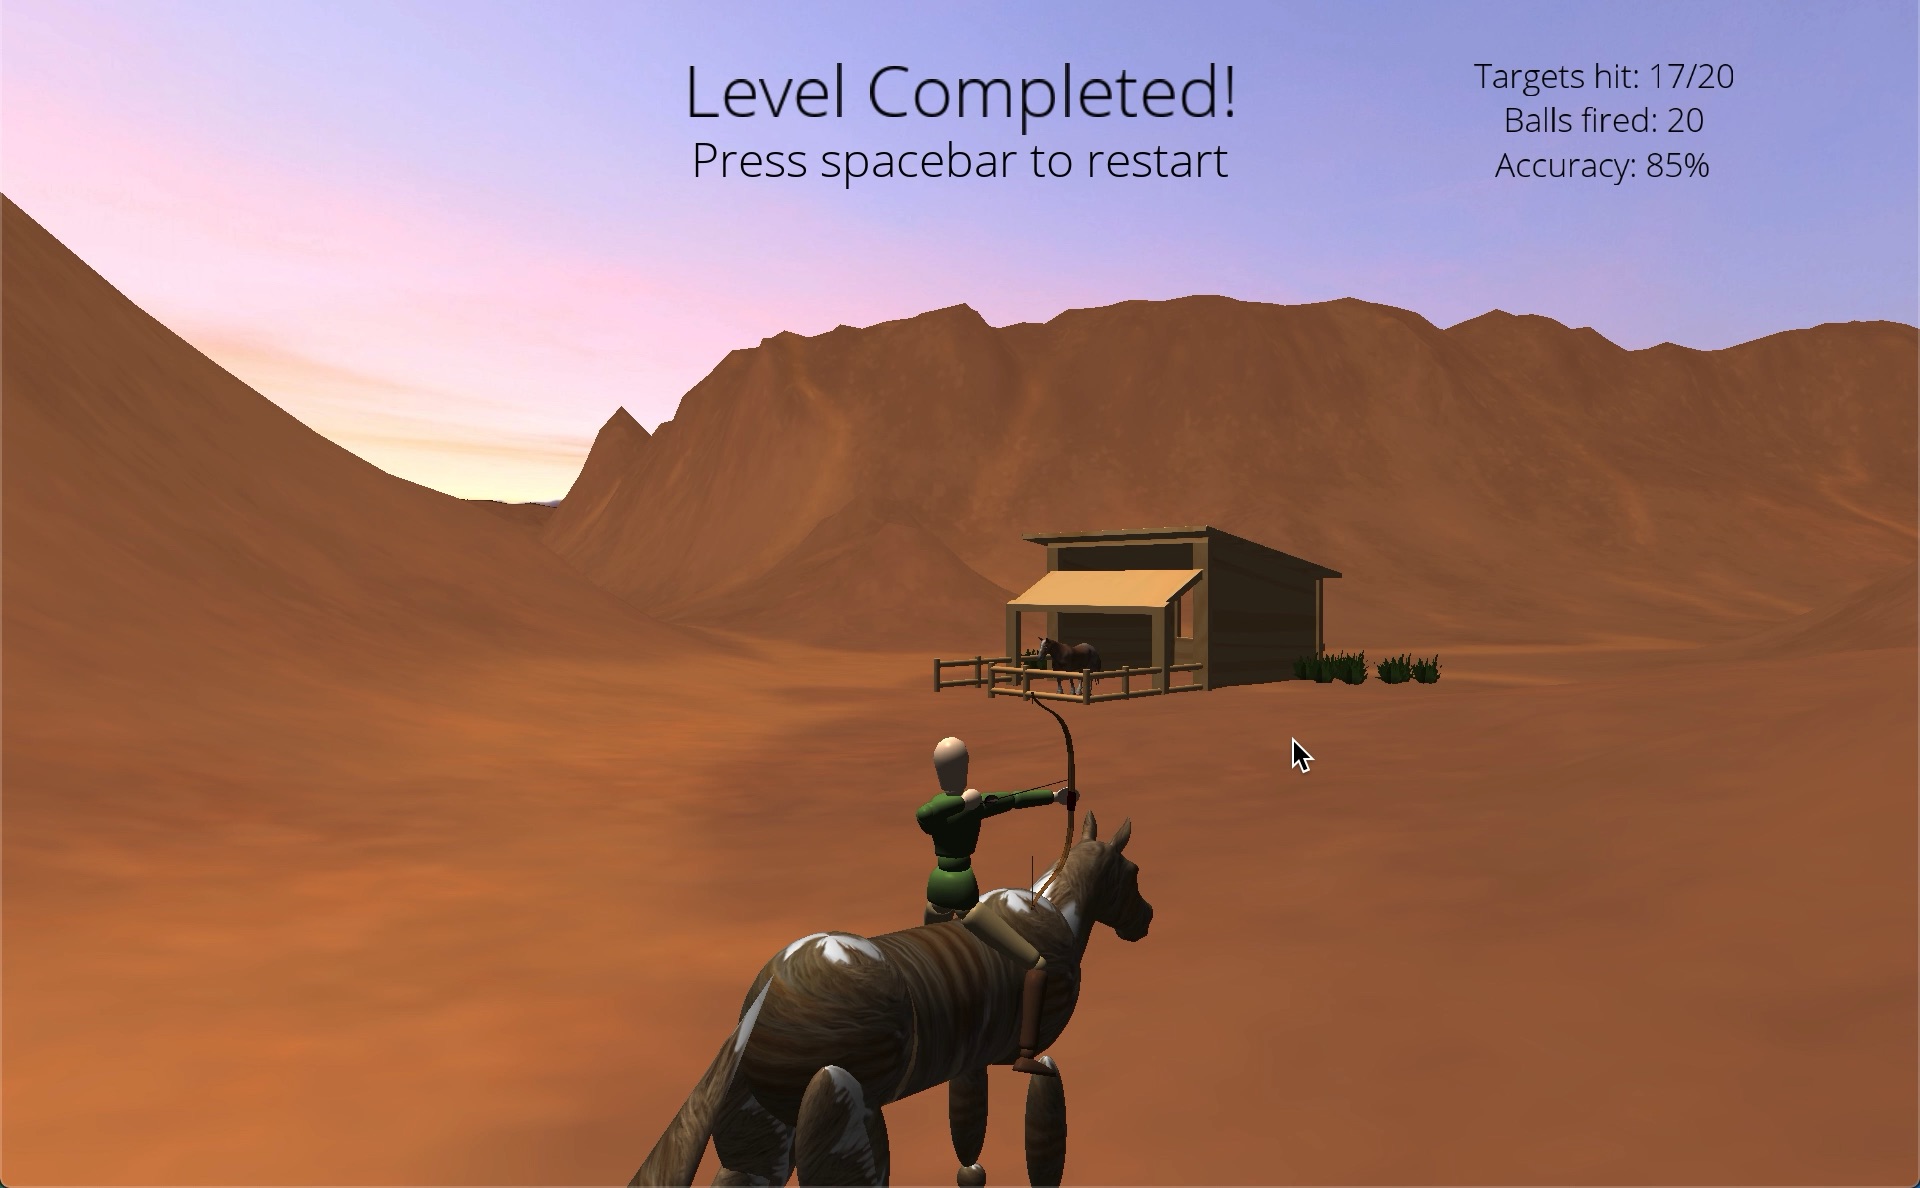 Level Completed!
Press spacebar to restart
Targets hit: 17/20
Balls fired: 20
Accuracy: 85%